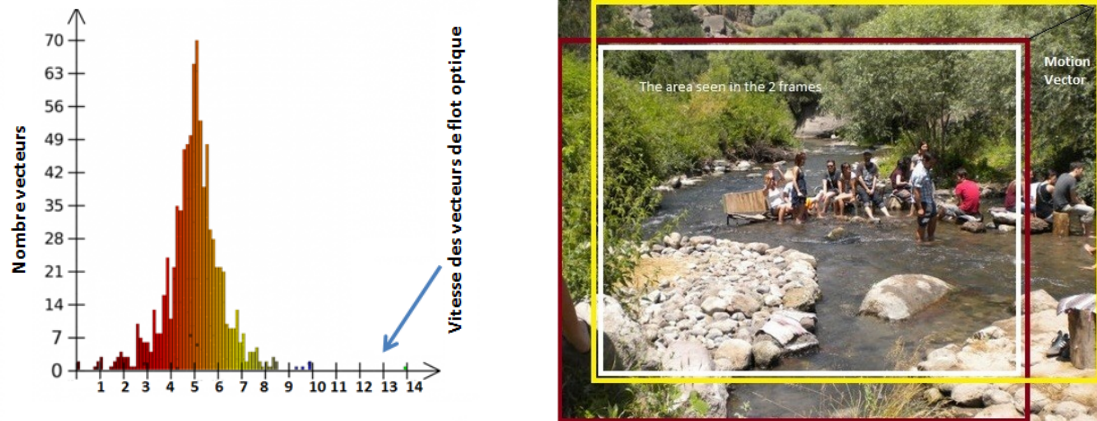 Nombre vecteurs
70
63
56
49
42
35
28
21
14
7
0
1 2 3 4 5 6 7 8 9 10 11 12 13 14
Vitesse des vecteurs de flot optique
The area seen in the 2 frames
Motion
Vector